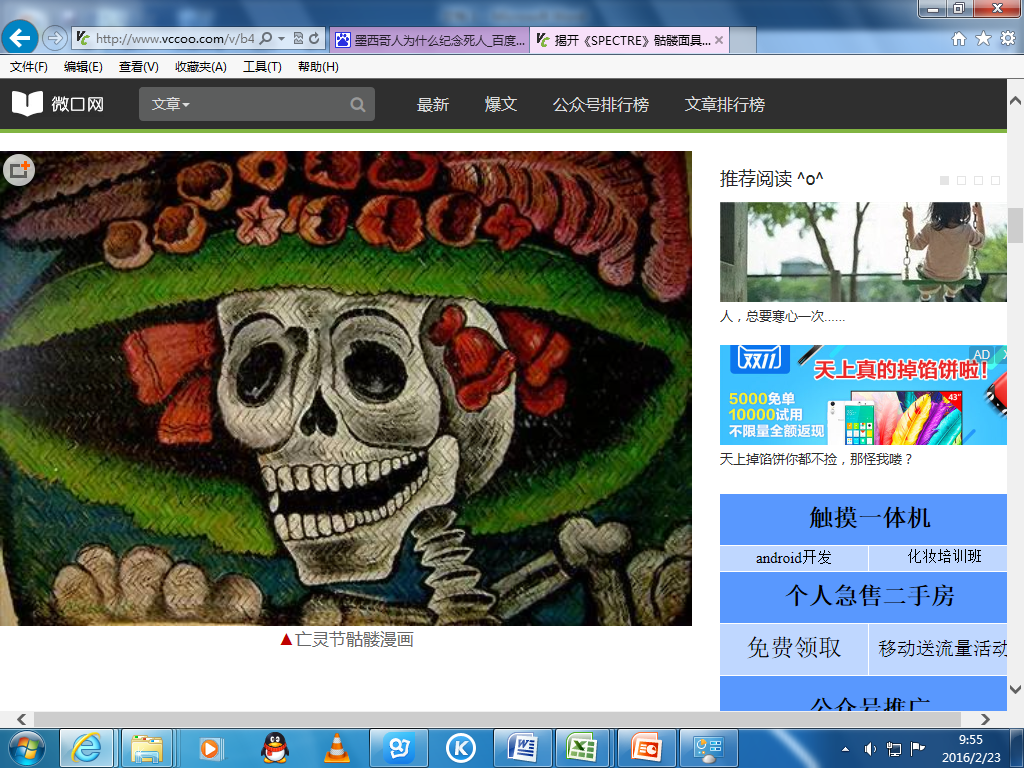 http://www.vccoo.com/v/b4
墨西哥人为什么纪念死人_百度...
揭开《SPECTRE》骷髅面具...
文件(F) 编辑(E) 查看(V) 收藏夹(A) 工具(T) 帮助(H)
微口网
文章
最新 爆文 公众号排行榜 文章排行榜
推荐阅读 ^o^
人，总要寒心一次......
双11
AD X
天上真的掉馅饼啦!
43"
5000免单
10000试用
不限量全额返现
天上掉馅饼你都不捡，那怪我喽？
触摸一体机
android开发 化妆培训班
个人急售二手房
免费领取 移动送流量活动
公众号推广
▲亡灵节骷髅漫画
9:55
2016/2/23